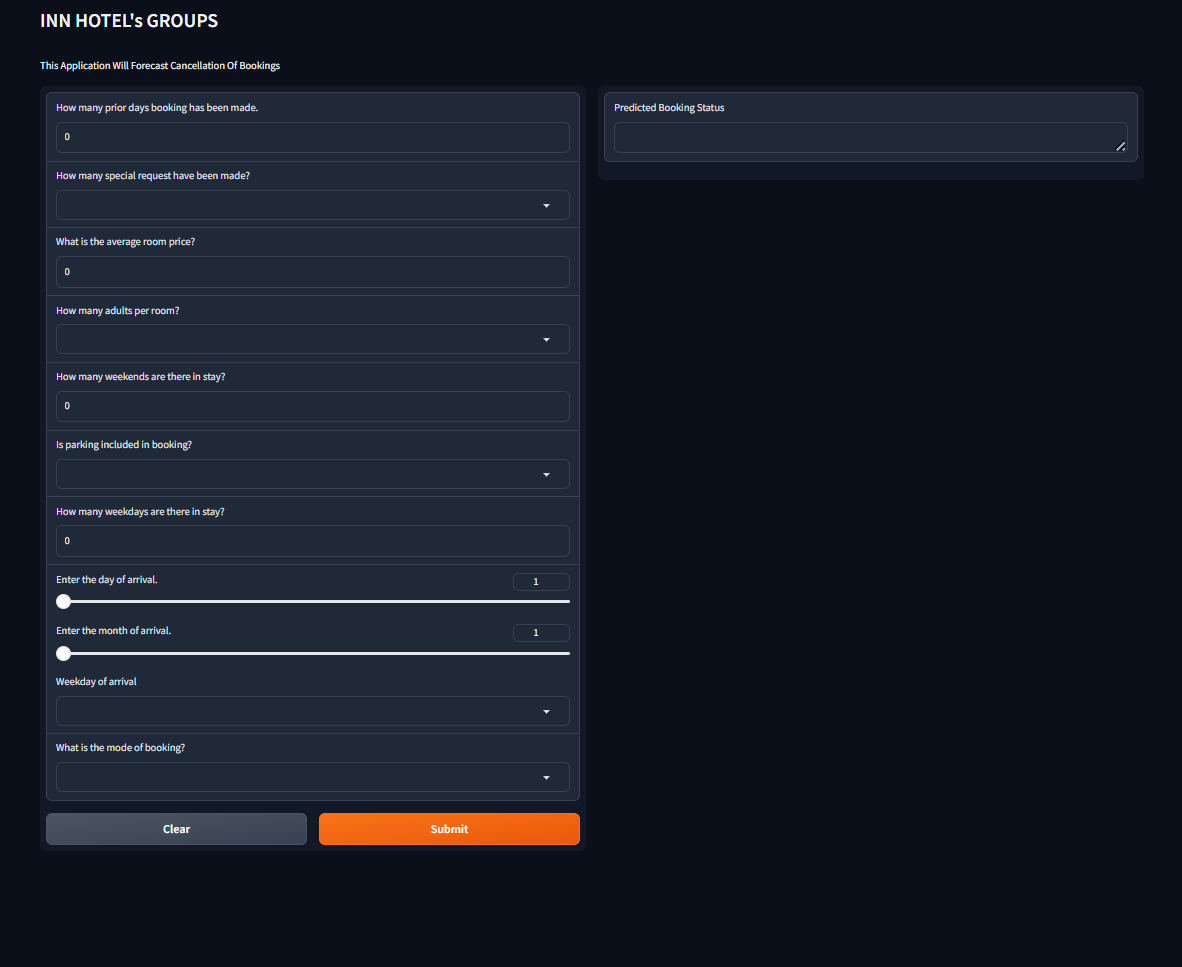 INN HOTEL's GROUPS
This Application Will Forecast Cancellation Of Bookings
How many prior days booking has been made.
0
How many special request have been made?
What is the average room price?
0
How many adults per room?
How many weekends are there in stay?
0
Is parking included in booking?
How many weekdays are there in stay?
0
Enter the day of arrival.
1
Enter the month of arrival.
1
Weekday of arrival
What is the mode of booking?
Clear
Submit
Predicted Booking Status